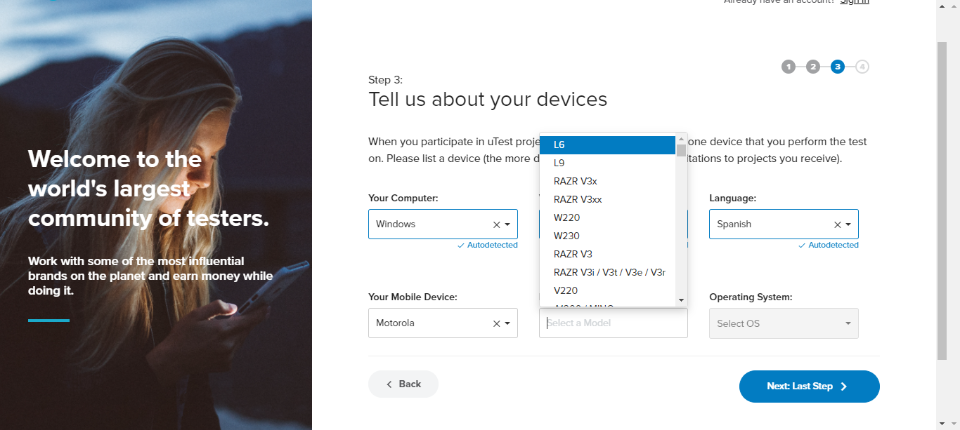 Already have an account? Sign in
1 2 3 4
Step 3:
Tell us about your devices
When you participate in uTest proje one device that you perform the test
on. Please list a device (the more d tations to projects you receive).
Welcome to the
world's largest
community of testers.
Work with some of the most influential
brands on the planet and earn money while
doing it.
Your Computer:
Windows
Autodetected
L6
L9
RAZR V3x
RAZR V3xx
W220
W230
RAZR V3
RAZR V3i / V3t / V3e / V3r
V220
Language:
Spanish
Autodetected
Your Mobile Device:
Motorola
Select a Model
Operating System:
Select OS
Back
Next: Last Step